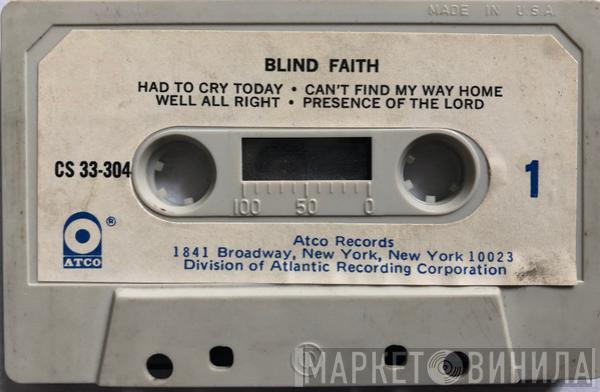 MADE IN U.S.A.
BLIND FAITH
HAD TO CRY TODAY • CAN'T FIND MY WAY HOME
WELL ALL RIGHT • PRESENCE OF THE LORD
CS 33-304
1
100 50 0
ATCO ®
Atco Records
1841 Broadway, New York, New York 10023
Division of Atlantic Recording Corporation
МАРКЕТ ВИНИЛА